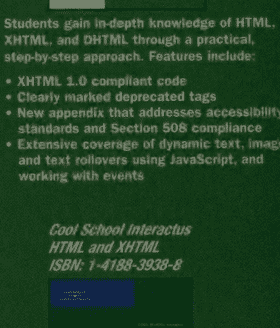 Students gain in-depth knowledge of HTML,
XHTML, and DHTML through a practical,
step-by-step approach. Features include:
• XHTML 1.0 compliant code
• Clearly marked deprecated tags
• New appendix that addresses accessibility
standards and Section 508 compliance
• Extensive coverage of dynamic text, image
and text rollovers using JavaScript, and
working with events
Cool School Interactus
HTML and XHTML
ISBN: 1-4188-3938-8